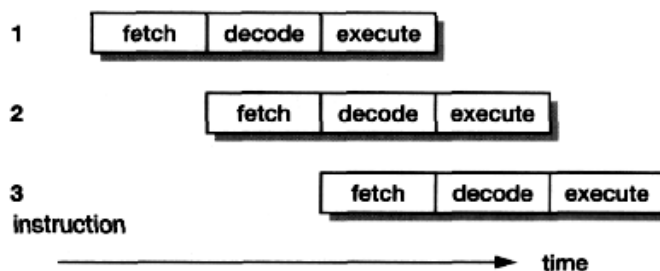 1 fetch decode execute
2 fetch decode execute
3 fetch decode execute
instruction
time